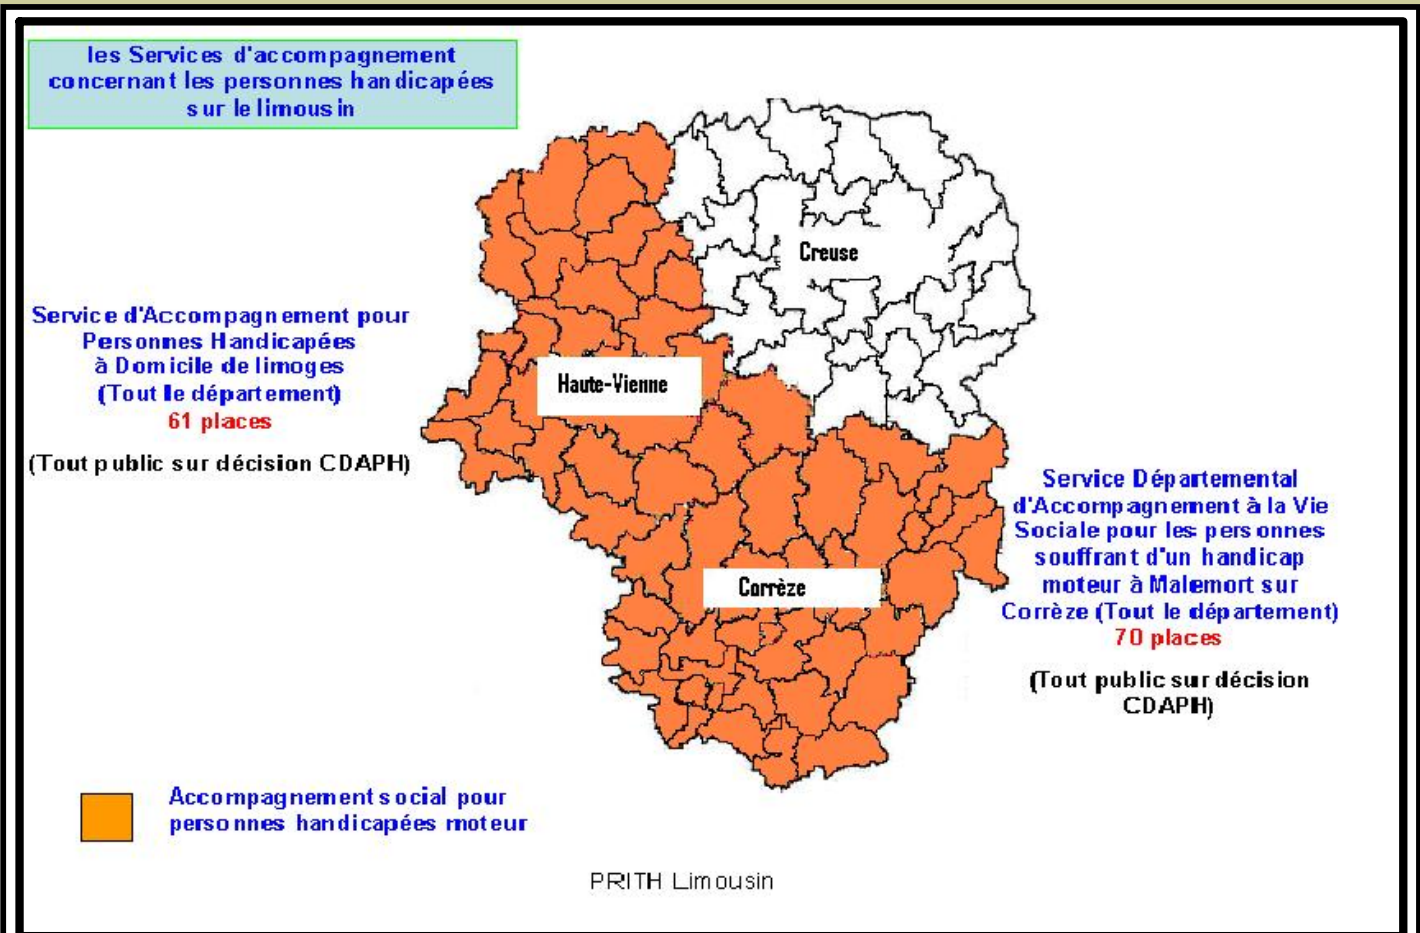 les Services d'accompagnement
concernant les personnes handicapées
sur le limousin
Creuse
Service d'Accompagnement pour
Personnes Handicapées
à Domicile de limoges
(Tout le département)
61 places
(Tout public sur décision CDAPH)
Haute-Vienne
Service Départemental
d'Accompagnement à la Vie
Sociale pour les personnes
souffrant d'un handicap
moteur à Malemort sur
Corrèze (Tout le département)
70 places
(Tout public sur décision
CDAPH)
Corrèze
Accompagnement social pour
personnes handicapées moteur
PRITH Limousin